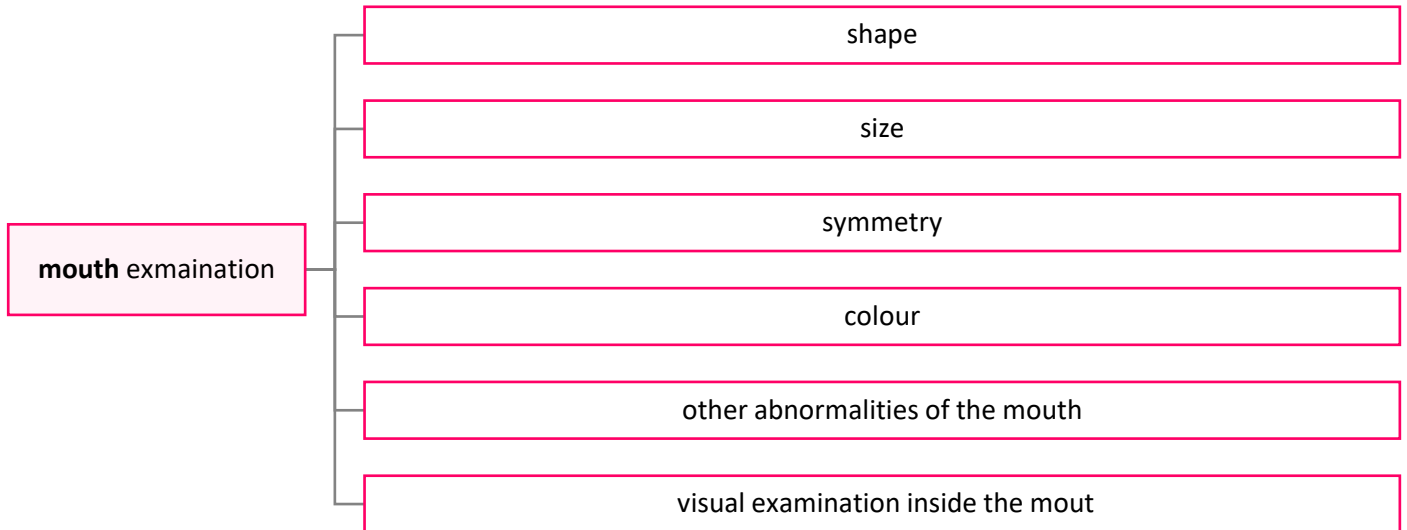 shape
size
symmetry
mouth exmaination
colour
other abnormalities of the mouth
visual examination inside the mout